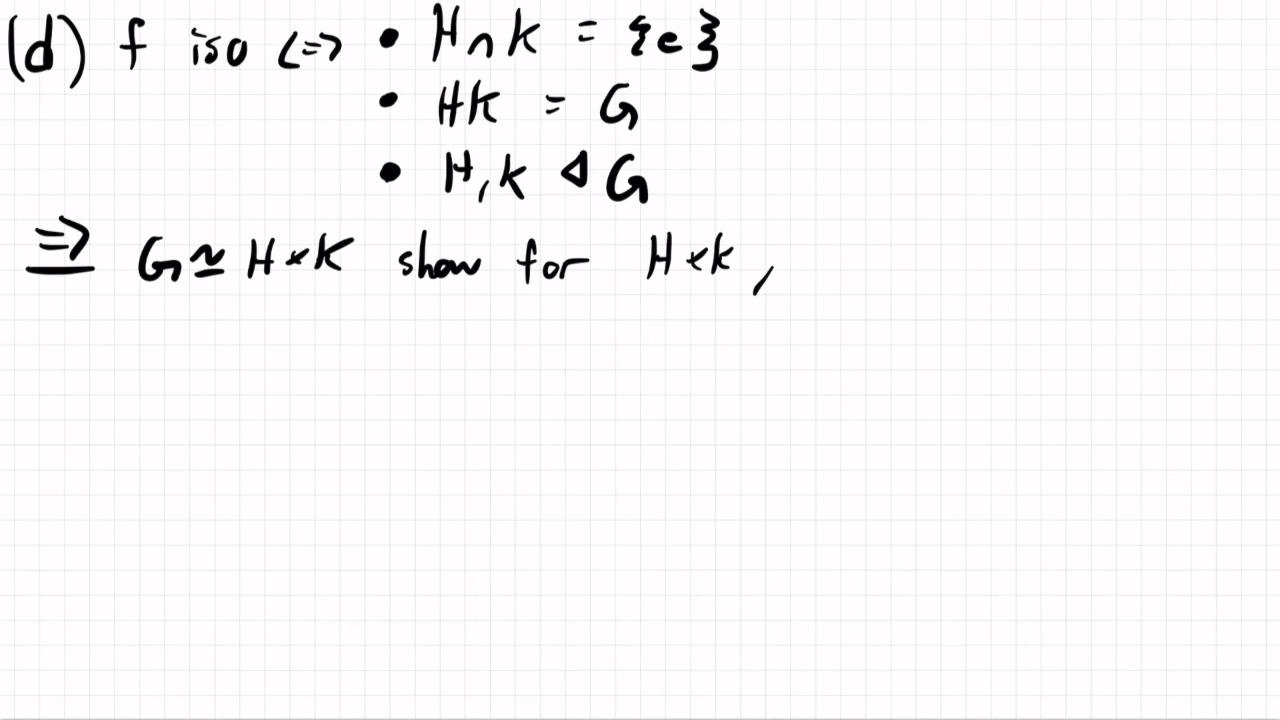 (d) f iso <=> • H ∩ K = {e}
• HK = G
• H, K ⊲ G
=> G ≃ H × K show for H × K,